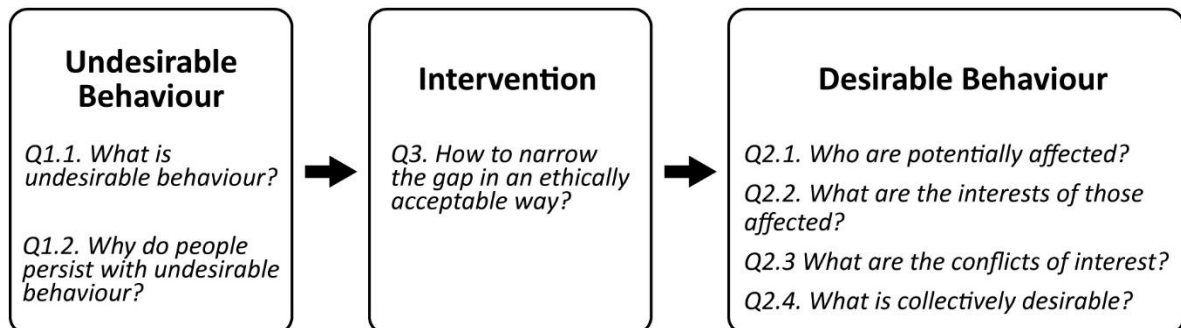 Undesirable
Behaviour
Q1.1. What is
undesirable behaviour?
Q1.2. Why do people
persist with undesirable
behaviour?
Intervention
Q3. How to narrow
the gap in an ethically
acceptable way?
Desirable Behaviour
Q2.1. Who are potentially affected?
Q2.2. What are the interests of those
affected?
Q2.3 What are the conflicts of interest?
Q2.4. What is collectively desirable?